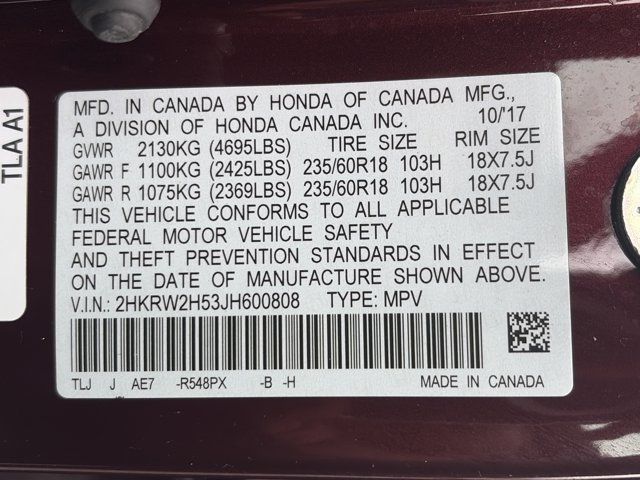 TLA A1
MFD. IN CANADA BY HONDA OF CANADA MFG.,
A DIVISION OF HONDA CANADA INC. 10/'17
GVWR 2130KG (4695LBS) TIRE SIZE RIM SIZE
GAWR F 1100KG (2425LBS) 235/60R18 103H 18X7.5J
GAWR R 1075KG (2369LBS) 235/60R18 103H 18X7.5J
THIS VEHICLE CONFORMS TO ALL APPLICABLE
FEDERAL MOTOR VEHICLE SAFETY
AND THEFT PREVENTION STANDARDS IN EFFECT
ON THE DATE OF MANUFACTURE SHOWN ABOVE.
V.I.N.: 2HKRW2H53JH600808 TYPE: MPV
TLJ J AE7 -R548PX -B -H MADE IN CANADA